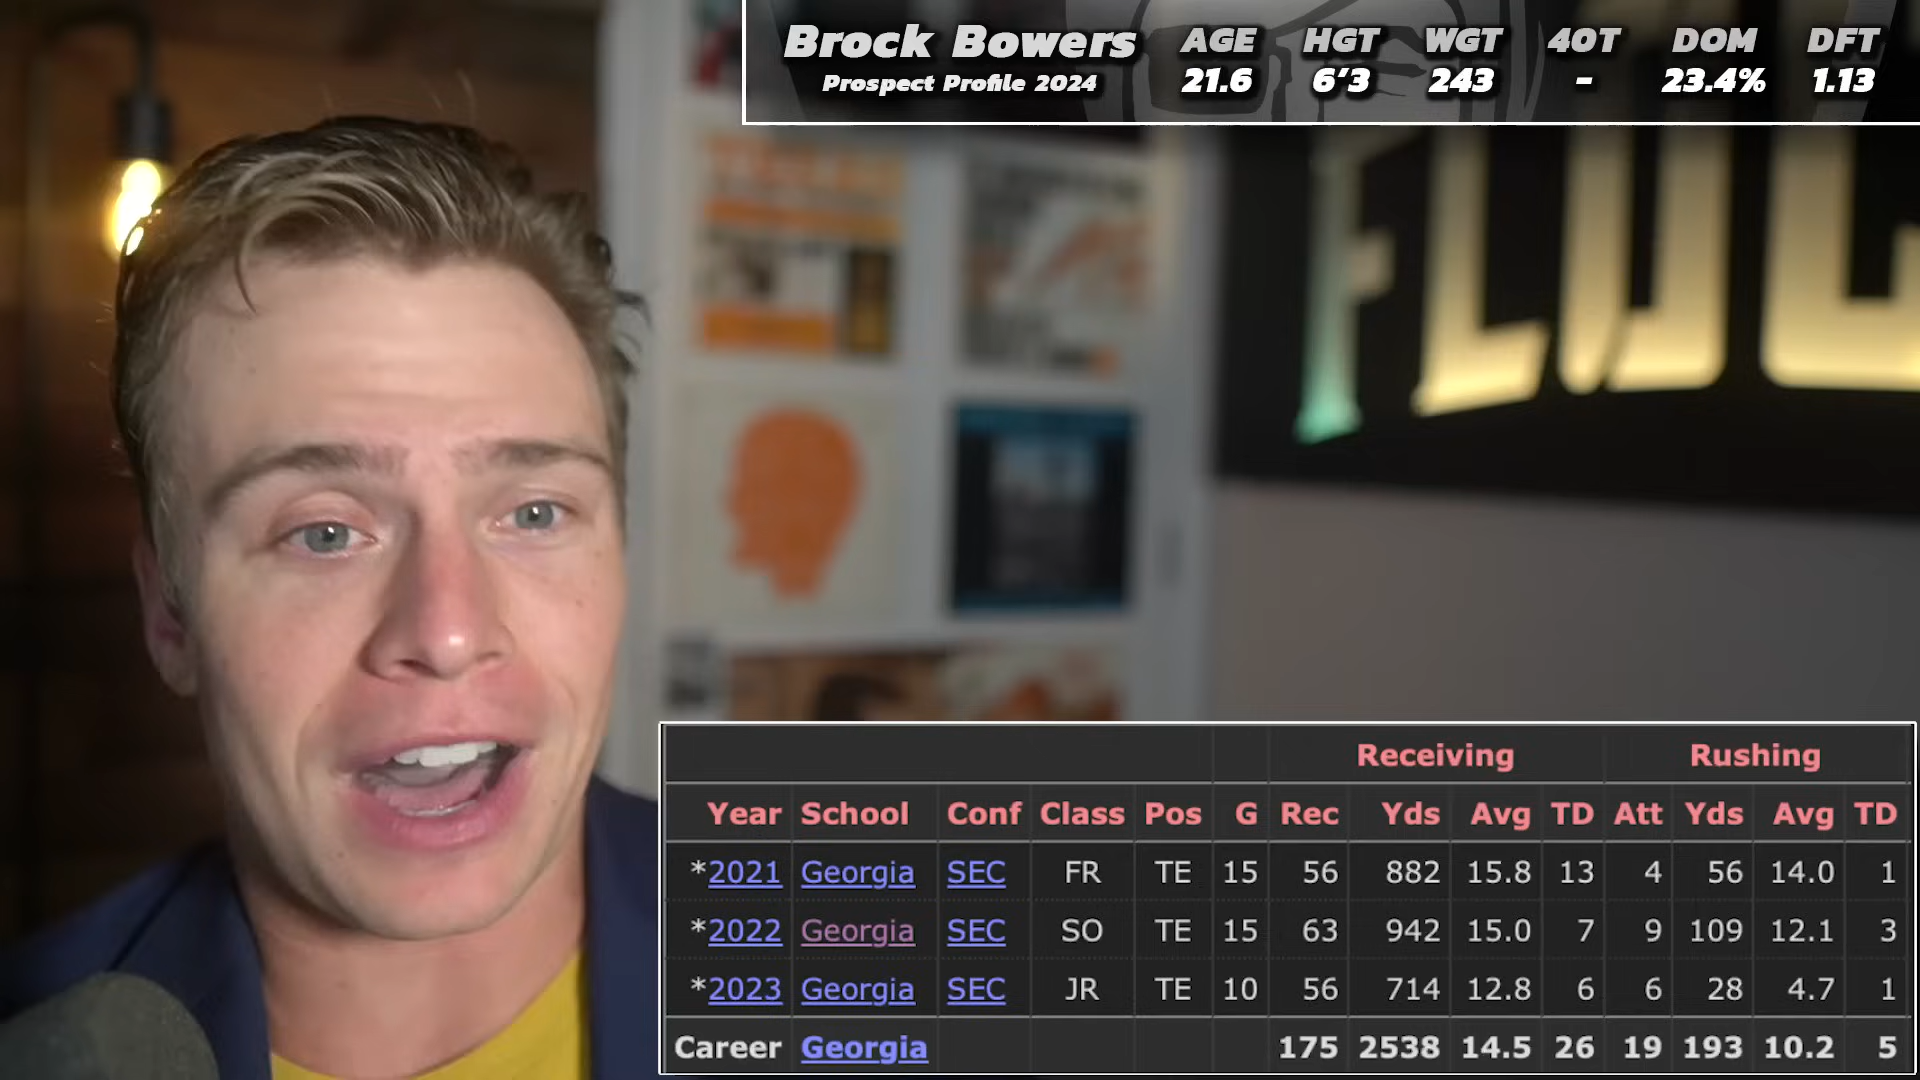 Brock Bowers AGE HGT WGT 40T DOM DFT
Prospect Profile 2024 21.6 6'3 243 - 23.4% 1.13
FLOC
Receiving Rushing
Year School Conf Class Pos G Rec Yds Avg TD Att Yds Avg TD
*2021 Georgia SEC FR TE 15 56 882 15.8 13 4 56 14.0 1
*2022 Georgia SEC SO TE 15 63 942 15.0 7 9 109 12.1 3
*2023 Georgia SEC JR TE 10 56 714 12.8 6 6 28 4.7 1
Career Georgia 175 2538 14.5 26 19 193 10.2 5